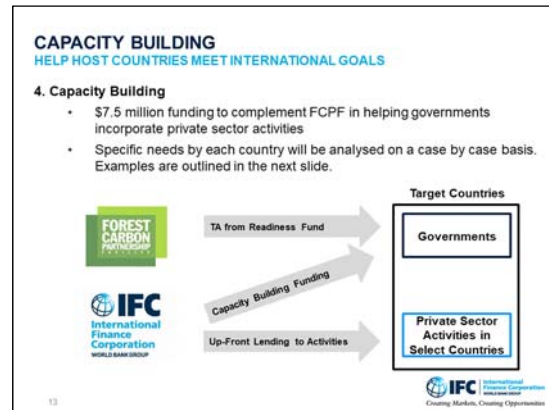 CAPACITY BUILDING
HELP HOST COUNTRIES MEET INTERNATIONAL GOALS
4. Capacity Building
• $7.5 million funding to complement FCPF in helping governments
incorporate private sector activities
• Specific needs by each country will be analysed on a case by case basis.
Examples are outlined in the next slide.
Target Countries
FOREST
CARBON
PARTNERSHIP
TA from Readiness Fund
Governments
Capacity Building Funding
IFC
International
Finance
Corporation
WORLD BANK GROUP
Up-Front Lending to Activities
Private Sector
Activities in
Select Countries
13
IFC
International
Finance Corporation
WORLD BANK GROUP
Creating Markets, Creating Opportunities